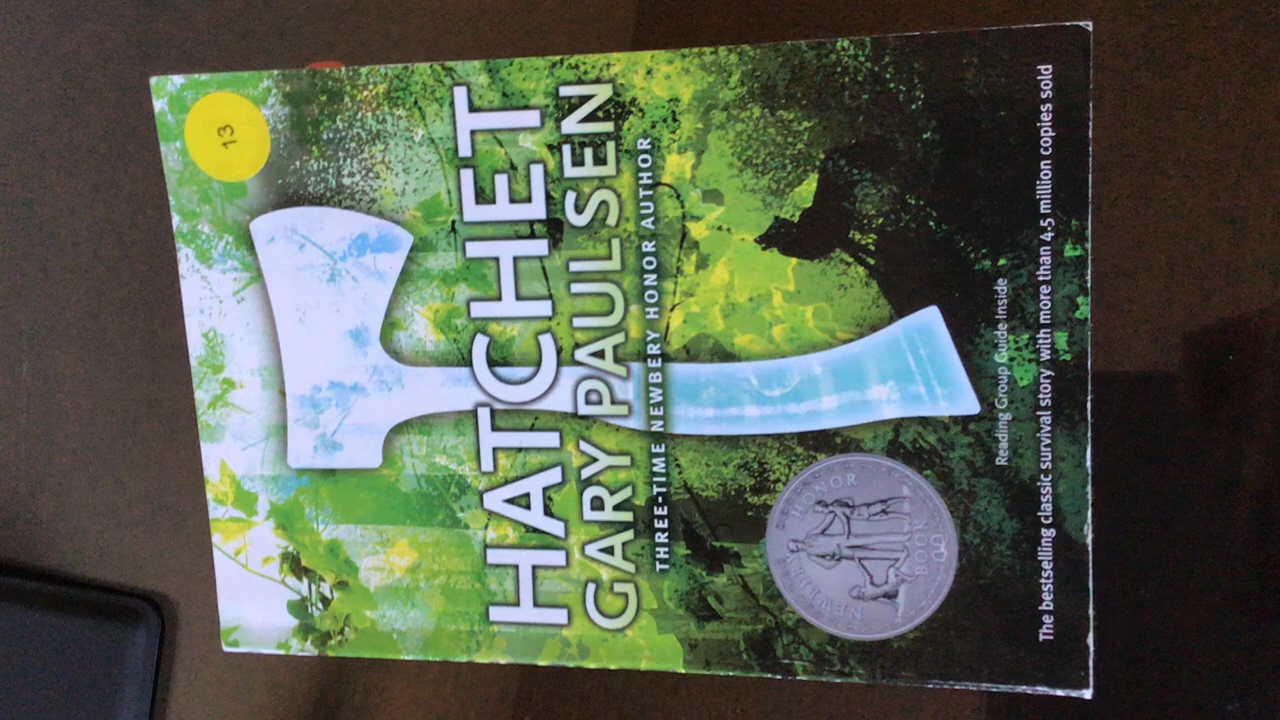 13
HATCHET
GARY PAULSEN
THREE-TIME NEWBERY HONOR AUTHOR
NEWBERY HONOR BOOK
Reading Group Guide Inside
The bestselling classic survival story with more than 4.5 million copies sold